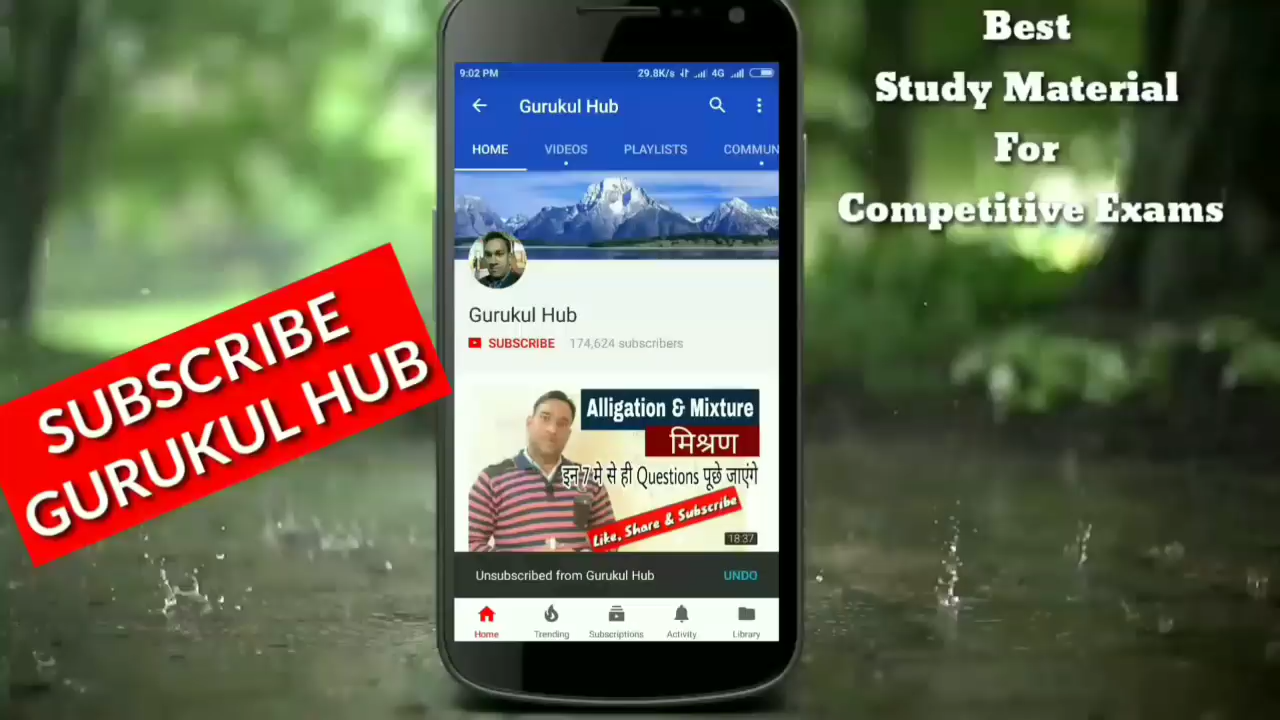 Best
Study Material
For
Competitive Exams
SUBSCRIBE
GURUKUL HUB
9:02 PM 29.8K/s 4G
Gurukul Hub
HOME VIDEOS PLAYLISTS COMMUN
Gurukul Hub
SUBSCRIBE 174,624 subscribers
Alligation & Mixture
मिश्रण
इन 7 मे से ही Questions पूछे जाएंगे
Like, Share & Subscribe
18:37
Unsubscribed from Gurukul Hub UNDO
Home Trending Subscriptions Activity Library